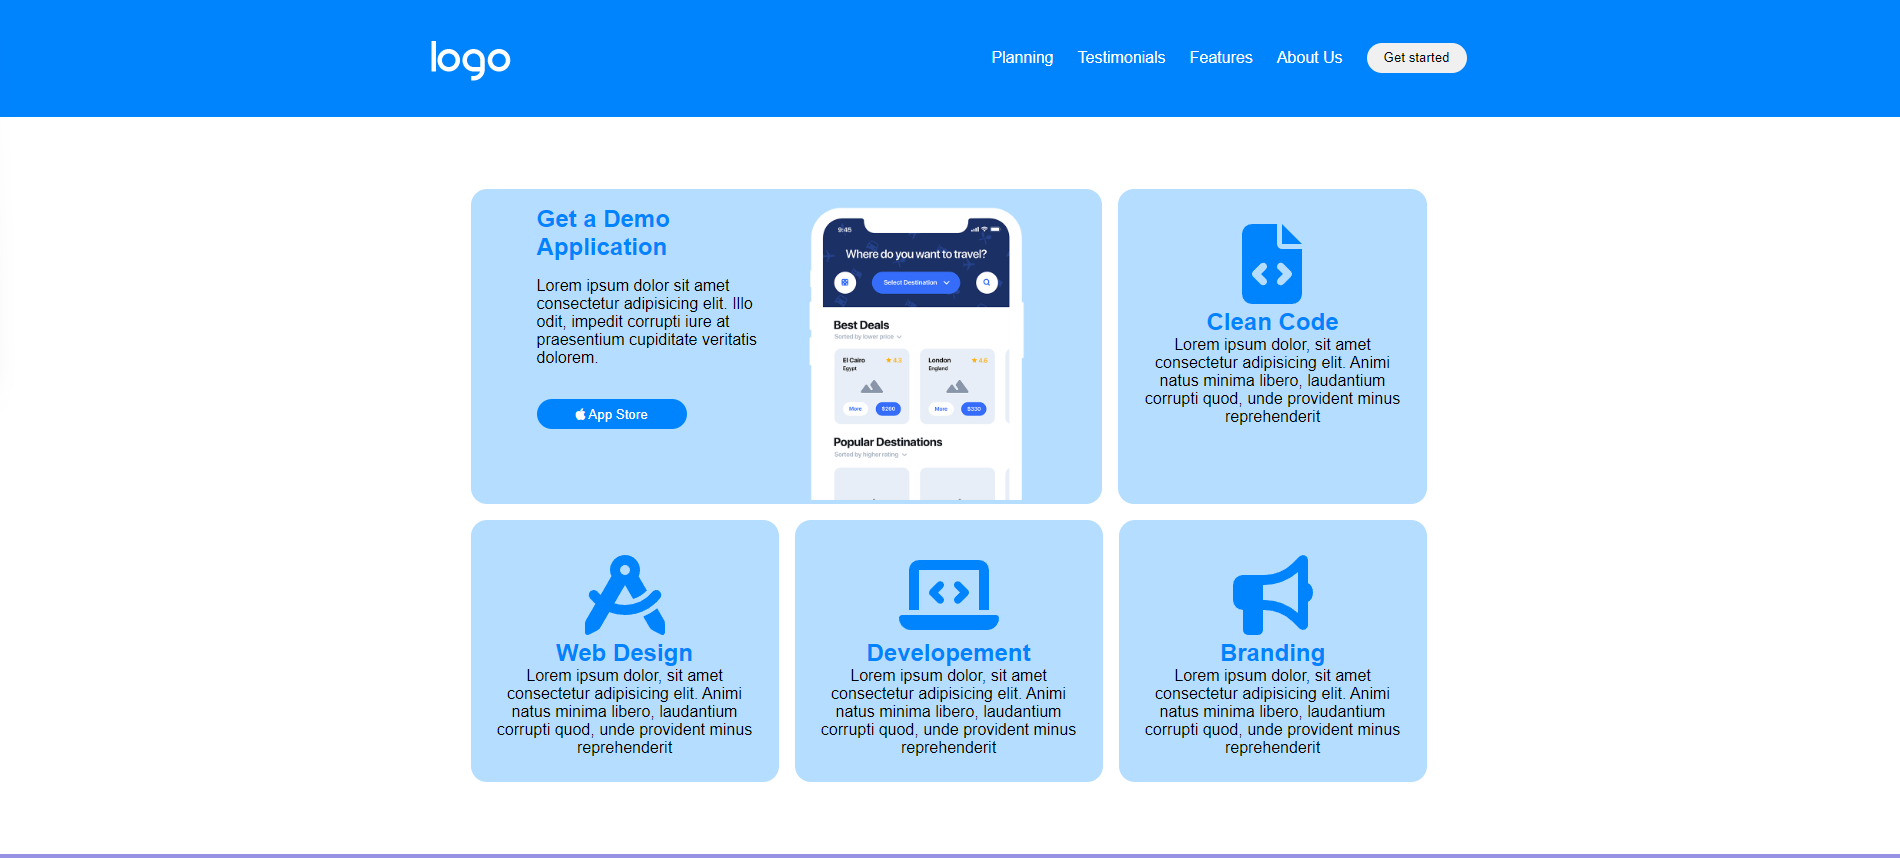 logo
Planning Testimonials Features About Us Get started
Get a Demo
Application
Lorem ipsum dolor sit amet
consectetur adipisicing elit. Illo
odit, impedit corrupti iure at
praesentium cupiditate veritatis
dolorem.
App Store
9:45
Where do you want to travel?
Select Destination
Best Deals
Sorted by lower price
El Cairo ★ 4.3
Egypt
More $260
London ★ 4.6
England
More $330
Popular Destinations
Sorted by higher rating
Clean Code
Lorem ipsum dolor, sit amet
consectetur adipisicing elit. Animi
natus minima libero, laudantium
corrupti quod, unde provident minus
reprehenderit
Web Design
Lorem ipsum dolor, sit amet
consectetur adipisicing elit. Animi
natus minima libero, laudantium
corrupti quod, unde provident minus
reprehenderit
Developement
Lorem ipsum dolor, sit amet
consectetur adipisicing elit. Animi
natus minima libero, laudantium
corrupti quod, unde provident minus
reprehenderit
Branding
Lorem ipsum dolor, sit amet
consectetur adipisicing elit. Animi
natus minima libero, laudantium
corrupti quod, unde provident minus
reprehenderit